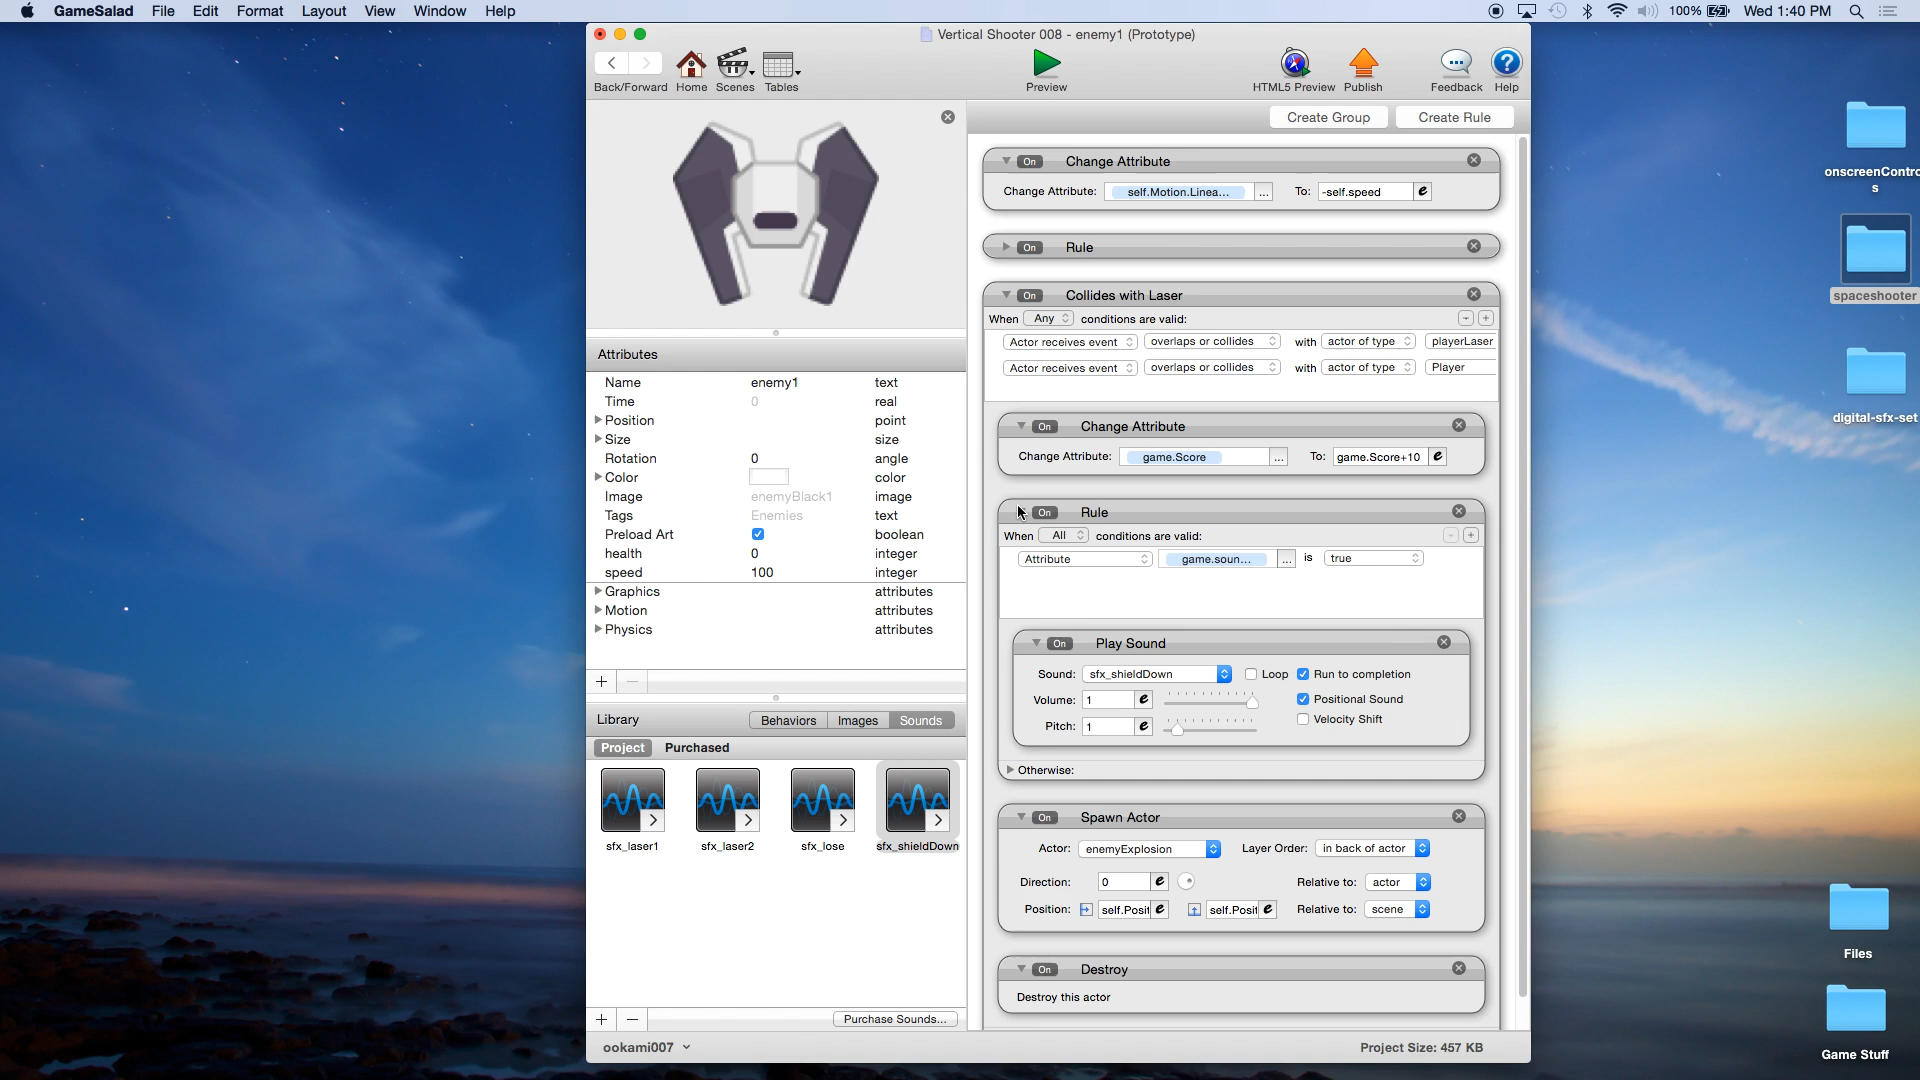 GameSalad File Edit Format Layout View Window Help
100% Wed 1:40 PM
Vertical Shooter 008 - enemy1 (Prototype)
Back/Forward Home Scenes Tables
Preview
HTML5 Preview Publish
Feedback Help
Create Group Create Rule
On Change Attribute
Change Attribute: self.Motion.Linea... ... To: -self.speed e
On Rule
On Collides with Laser
When Any conditions are valid:
Actor receives event overlaps or collides with actor of type playerLaser
Actor receives event overlaps or collides with actor of type Player
On Change Attribute
Change Attribute: game.Score ... To: game.Score+10 e
On Rule
When All conditions are valid:
Attribute game.soun... ... is true
On Play Sound
Sound: sfx_shieldDown Loop Run to completion
Volume: 1 e Positional Sound
Velocity Shift
Pitch: 1 e
Otherwise:
On Spawn Actor
Actor: enemyExplosion Layer Order: in back of actor
Direction: 0 e Relative to: actor
Position: self.Posit e self.Posit e Relative to: scene
On Destroy
Destroy this actor
Attributes
Name enemy1 text
Time 0 real
Position point
Size size
Rotation 0 angle
Color color
Image enemyBlack1 image
Tags Enemies text
Preload Art boolean
health 0 integer
speed 100 integer
Graphics attributes
Motion attributes
Physics attributes
Library Behaviors Images Sounds
Project Purchased
sfx_laser1 sfx_laser2 sfx_lose sfx_shieldDown
Purchase Sounds...
ookami007
Project Size: 457 KB
onscreenContro
s
spaceshooter
digital-sfx-set
Files
Game Stuff